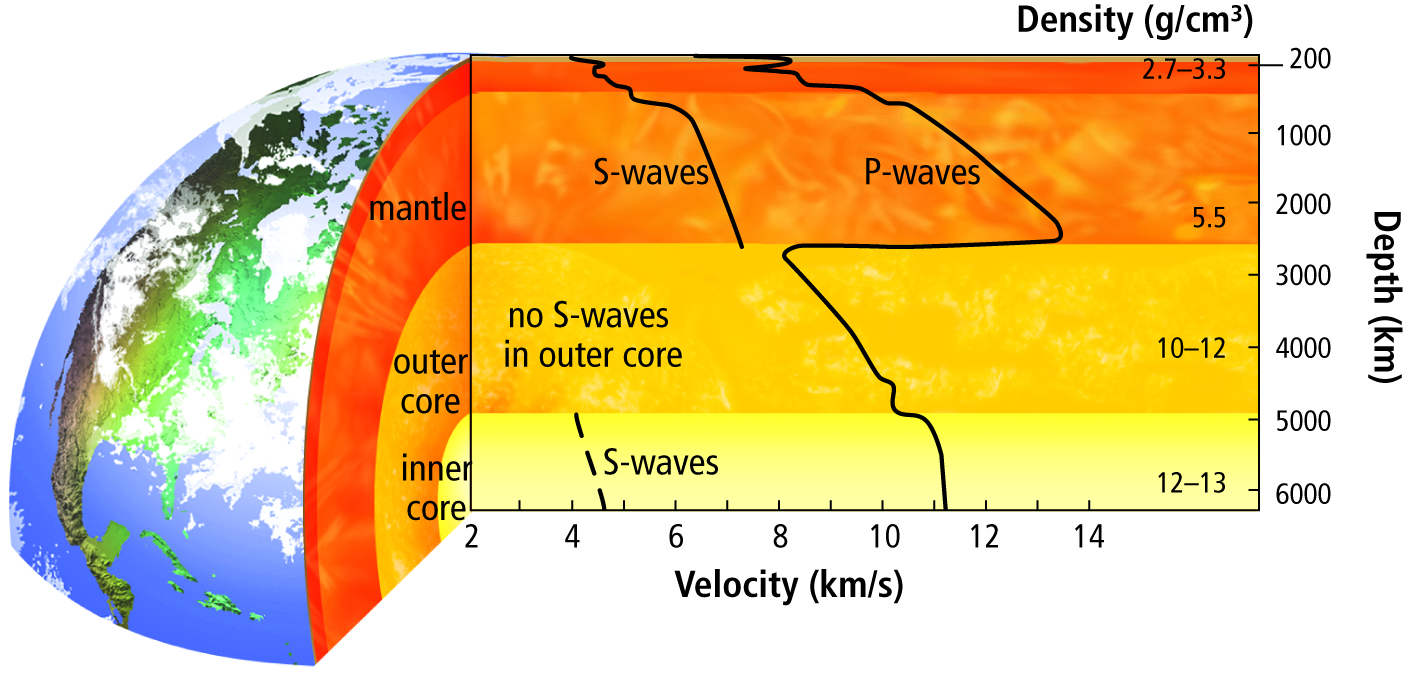 Density (g/cm³)
200
2.7–3.3
1000
S-waves
P-waves
mantle
2000
5.5
3000
no S-waves
in outer core
10–12
4000
outer
core
5000
inner
core
S-waves
12–13
6000
2 4 6 8 10 12 14
Velocity (km/s)
Depth (km)